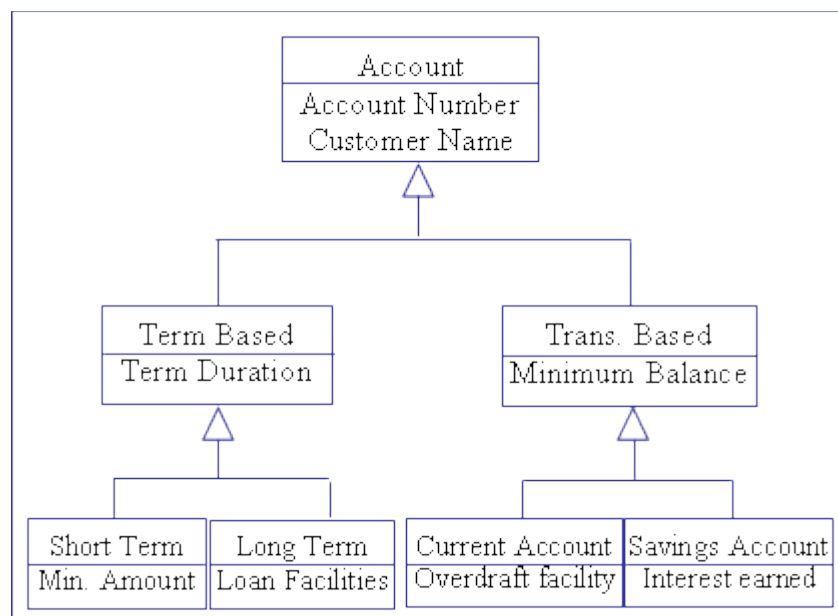 Account
Account Number
Customer Name
Term Based
Term Duration
Trans. Based
Minimum Balance
Short Term
Min. Amount
Long Term
Loan Facilities
Current Account
Overdraft facility
Savings Account
Interest earned